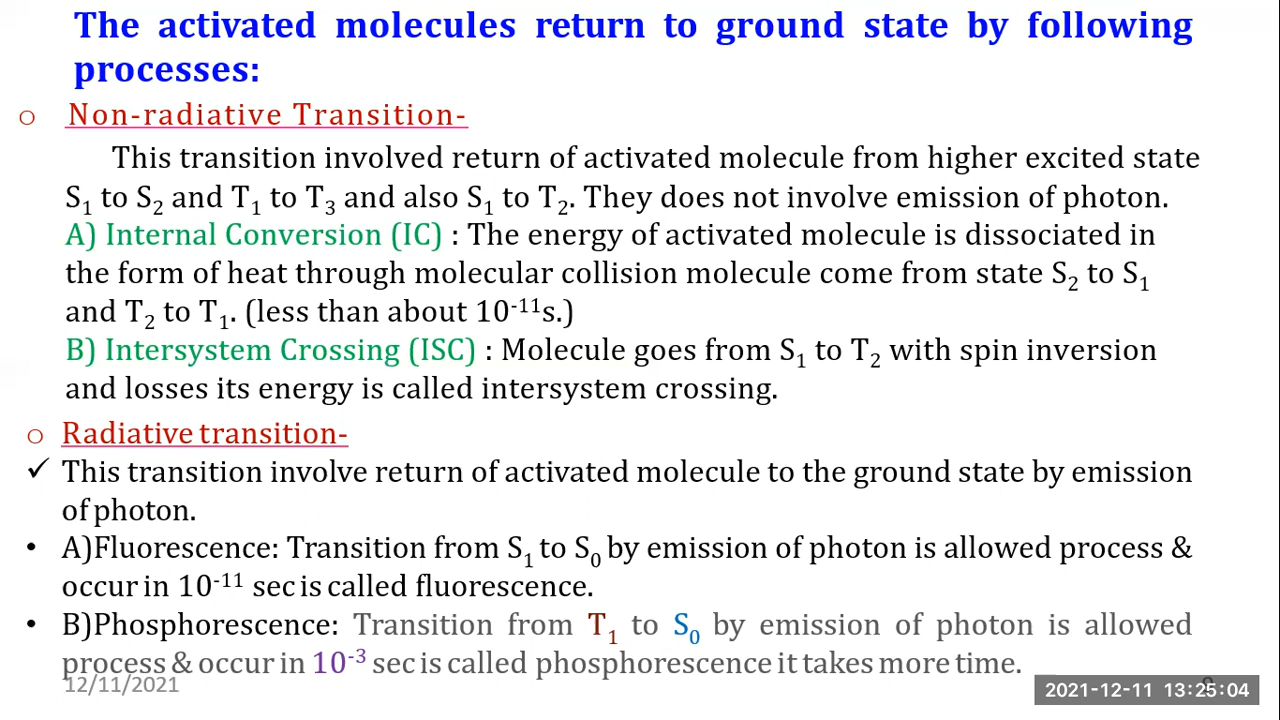 The activated molecules return to ground state by following
processes:
o Non-radiative Transition-
This transition involved return of activated molecule from higher excited state
S₁ to S₂ and T₁ to T₃ and also S₁ to T₂. They does not involve emission of photon.
A) Internal Conversion (IC) : The energy of activated molecule is dissociated in
the form of heat through molecular collision molecule come from state S₂ to S₁
and T₂ to T₁. (less than about 10⁻¹¹s.)
B) Intersystem Crossing (ISC) : Molecule goes from S₁ to T₂ with spin inversion
and losses its energy is called intersystem crossing.
o Radiative transition-
✓ This transition involve return of activated molecule to the ground state by emission
of photon.
• A)Fluorescence: Transition from S₁ to S₀ by emission of photon is allowed process &
occur in 10⁻¹¹ sec is called fluorescence.
• B)Phosphorescence: Transition from T₁ to S₀ by emission of photon is allowed
process & occur in 10⁻³ sec is called phosphorescence it takes more time.
12/11/2021
2021-12-11 13:25:04